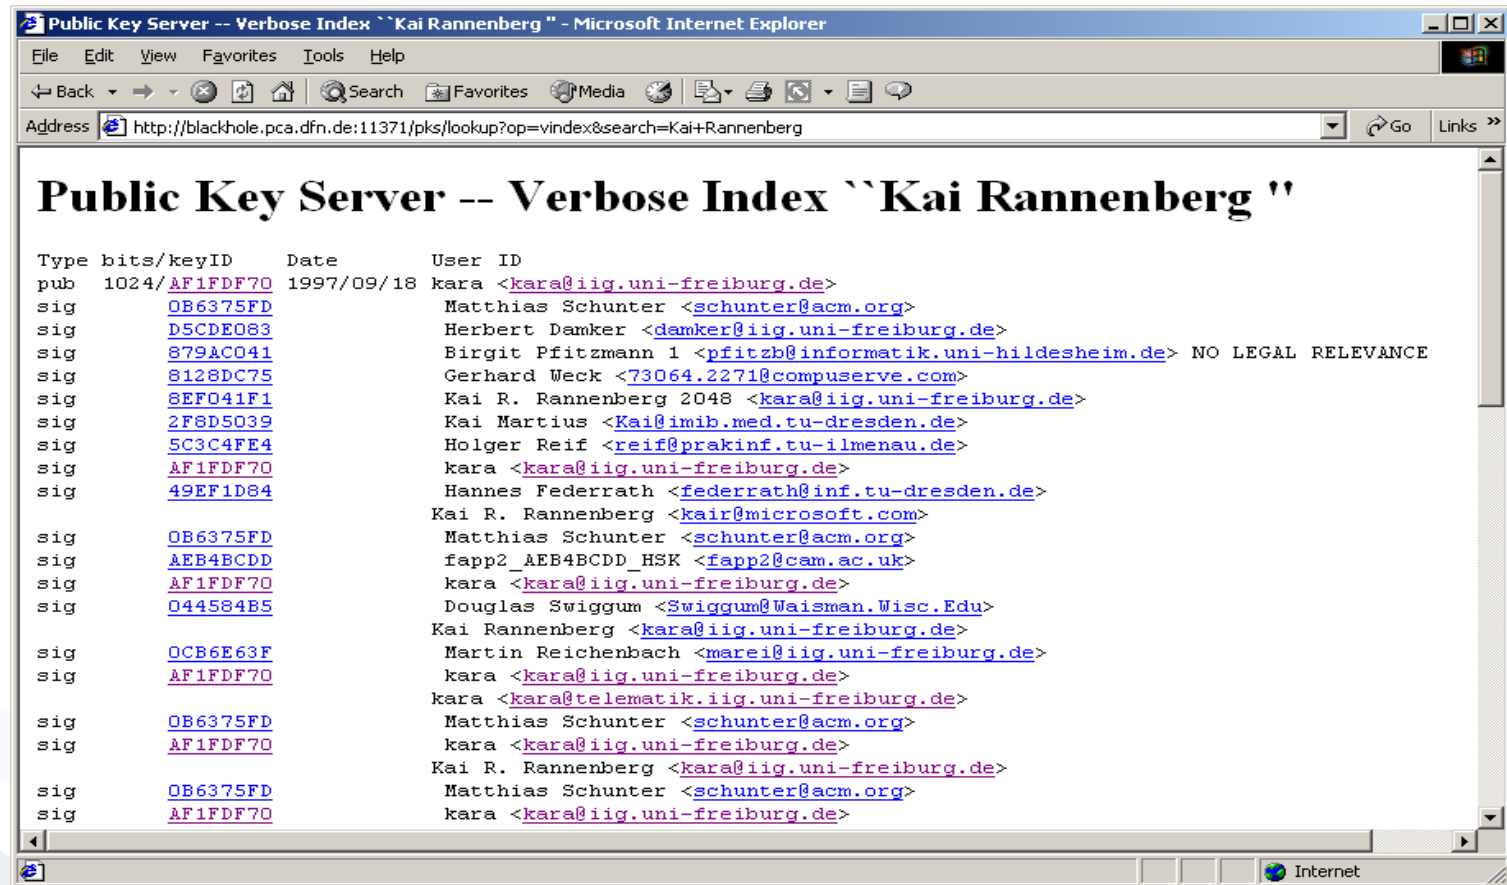 Public Key Server -- Verbose Index ``Kai Rannenberg '' - Microsoft Internet Explorer
File Edit View Favorites Tools Help
Back Search Favorites Media
Address http://blackhole.pca.dfn.de:11371/pks/lookup?op=vindex&search=Kai+Rannenberg Go Links »
Public Key Server -- Verbose Index ``Kai Rannenberg ''
Type bits/keyID Date User ID
pub 1024/AF1FDF70 1997/09/18 kara <kara@iig.uni-freiburg.de>
sig 0B6375FD Matthias Schunter <schunter@acm.org>
sig D5CDE083 Herbert Damker <damker@iig.uni-freiburg.de>
sig 879AC041 Birgit Pfitzmann 1 <pfitzb@informatik.uni-hildesheim.de> NO LEGAL RELEVANCE
sig 8128DC75 Gerhard Weck <73064.2271@compuserve.com>
sig 8EF041F1 Kai R. Rannenberg 2048 <kara@iig.uni-freiburg.de>
sig 2F8D5039 Kai Martius <Kai@imib.med.tu-dresden.de>
sig 5C3C4FE4 Holger Reif <reif@prakinf.tu-ilmenau.de>
sig AF1FDF70 kara <kara@iig.uni-freiburg.de>
sig 49EF1D84 Hannes Federrath <federrath@inf.tu-dresden.de>
Kai R. Rannenberg <kair@microsoft.com>
sig 0B6375FD Matthias Schunter <schunter@acm.org>
sig AEB4BCDD fapp2_AEB4BCDD_HSK <fapp2@cam.ac.uk>
sig AF1FDF70 kara <kara@iig.uni-freiburg.de>
sig 044584B5 Douglas Swiggum <Swiggum@Waisman.Wisc.Edu>
Kai Rannenberg <kara@iig.uni-freiburg.de>
sig 0CB6E63F Martin Reichenbach <marei@iig.uni-freiburg.de>
sig AF1FDF70 kara <kara@iig.uni-freiburg.de>
kara <kara@telematik.iig.uni-freiburg.de>
sig 0B6375FD Matthias Schunter <schunter@acm.org>
sig AF1FDF70 kara <kara@iig.uni-freiburg.de>
Kai R. Rannenberg <kara@iig.uni-freiburg.de>
sig 0B6375FD Matthias Schunter <schunter@acm.org>
sig AF1FDF70 kara <kara@iig.uni-freiburg.de>
Internet